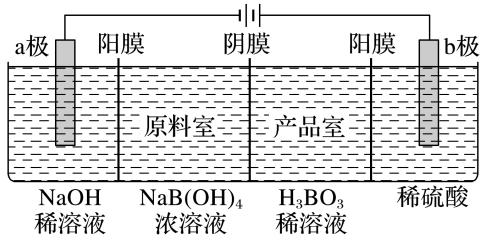 a极 阳膜 阴膜 阳膜 b极
原料室 产品室
NaOH NaB(OH)₄ H₃BO₃ 稀硫酸
稀溶液 浓溶液 稀溶液